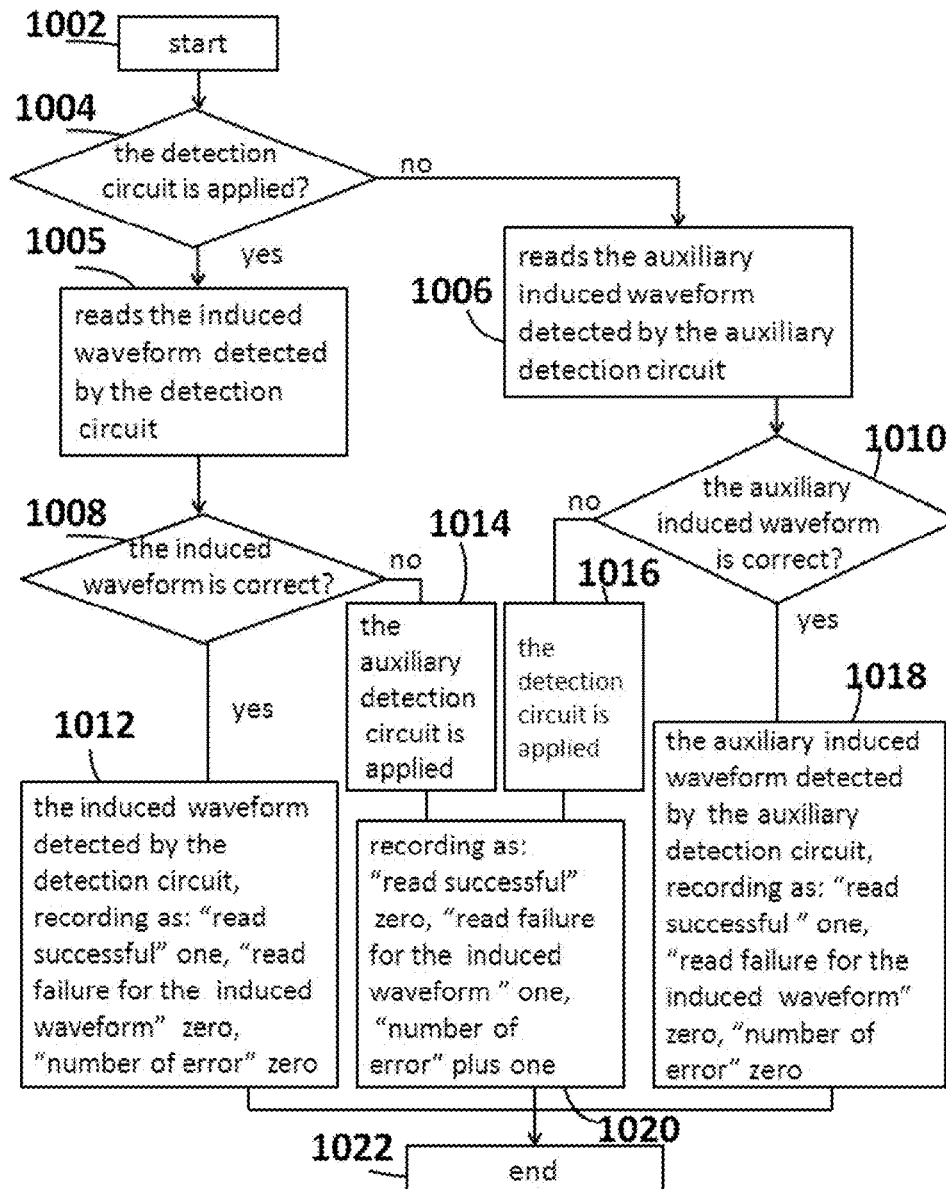 1002
start
1004
the detection
circuit is applied?
no
yes
1005
reads the induced
waveform detected
by the detection
circuit
1006
reads the auxiliary
induced waveform
detected by the auxiliary
detection circuit
1008
the induced
waveform is correct?
no
yes
1010
the auxiliary
induced waveform
is correct?
no
yes
1014
the
auxiliary
detection
circuit is
applied
1016
the
detection
circuit is
applied
1012
the induced waveform
detected by the
detection circuit,
recording as: “read
successful” one, “read
failure for the induced
waveform” zero,
“number of error” zero
recording as:
“read successful”
zero, “read failure
for the induced
waveform ” one,
“number of
error” plus one
1018
the auxiliary induced
waveform detected
by the auxiliary
detection circuit,
recording as: “read
successful ” one,
“read failure for the
induced waveform”
zero, “number of
error” zero
1020
1022
end